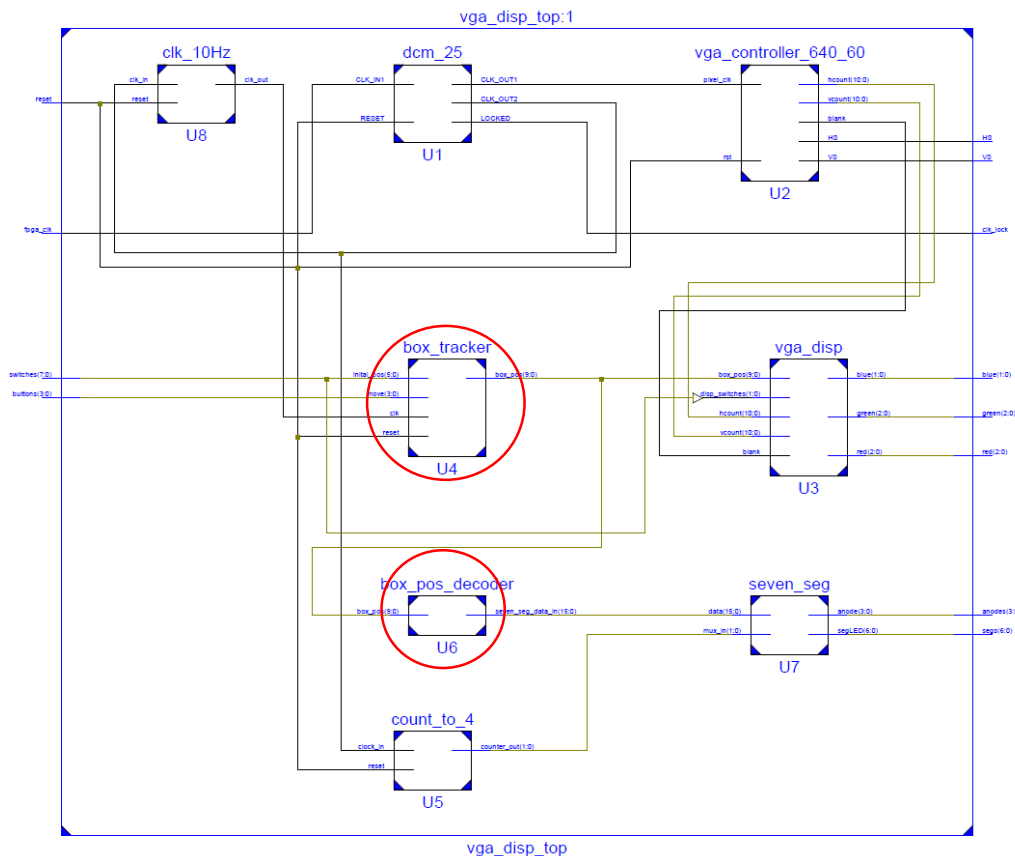 vga_disp_top:1
clk_10Hz
dcm_25
vga_controller_640_60
clk_in
clk_out
CLK_IN1
CLK_OUT1
pixel_clk
hcount(10:0)
reset
reset
CLK_OUT2
vcount(10:0)
RESET
LOCKED
blank
U8
HS
HS
U1
rst
VS
VS
U2
fpga_clk
clk_lock
box_tracker
vga_disp
switches(7:0)
inital_pos(5:0)
box_pos(9:0)
box_pos(9:0)
blue(1:0)
blue(1:0)
buttons(3:0)
move(3:0)
disp_switches(1:0)
clk
hcount(10:0)
green(2:0)
green(2:0)
reset
vcount(10:0)
blank
red(2:0)
red(2:0)
U4
U3
box_pos_decoder
seven_seg
box_pos(9:0)
seven_seg_data_in(15:0)
data(15:0)
anode(3:0)
anodes(3:
mux_in(1:0)
segLED(6:0)
segs(6:0)
U6
U7
count_to_4
clock_in
counter_out(1:0)
reset
U5
vga_disp_top